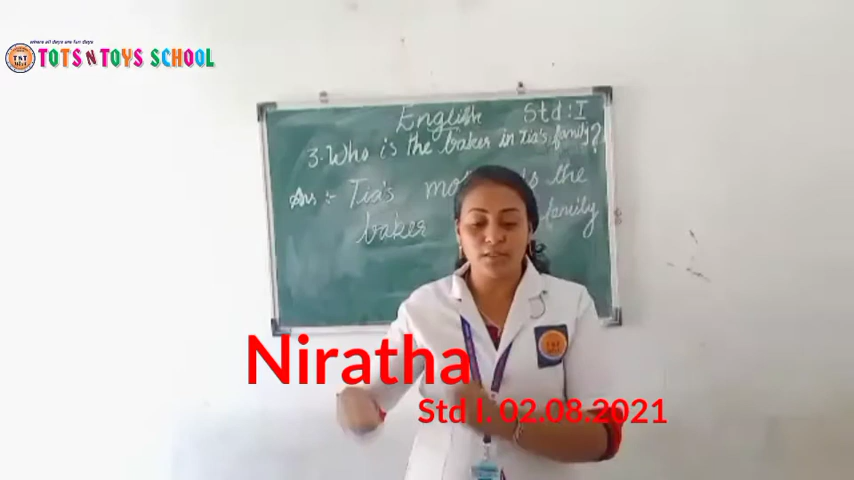 where all days are fun days
TOTS N TOYS SCHOOL
TNT
English Std:I
3. Who is the baker in Tia's family?
Ans :- Tia's the
baker family
Niratha
Std I. 02.08.2021